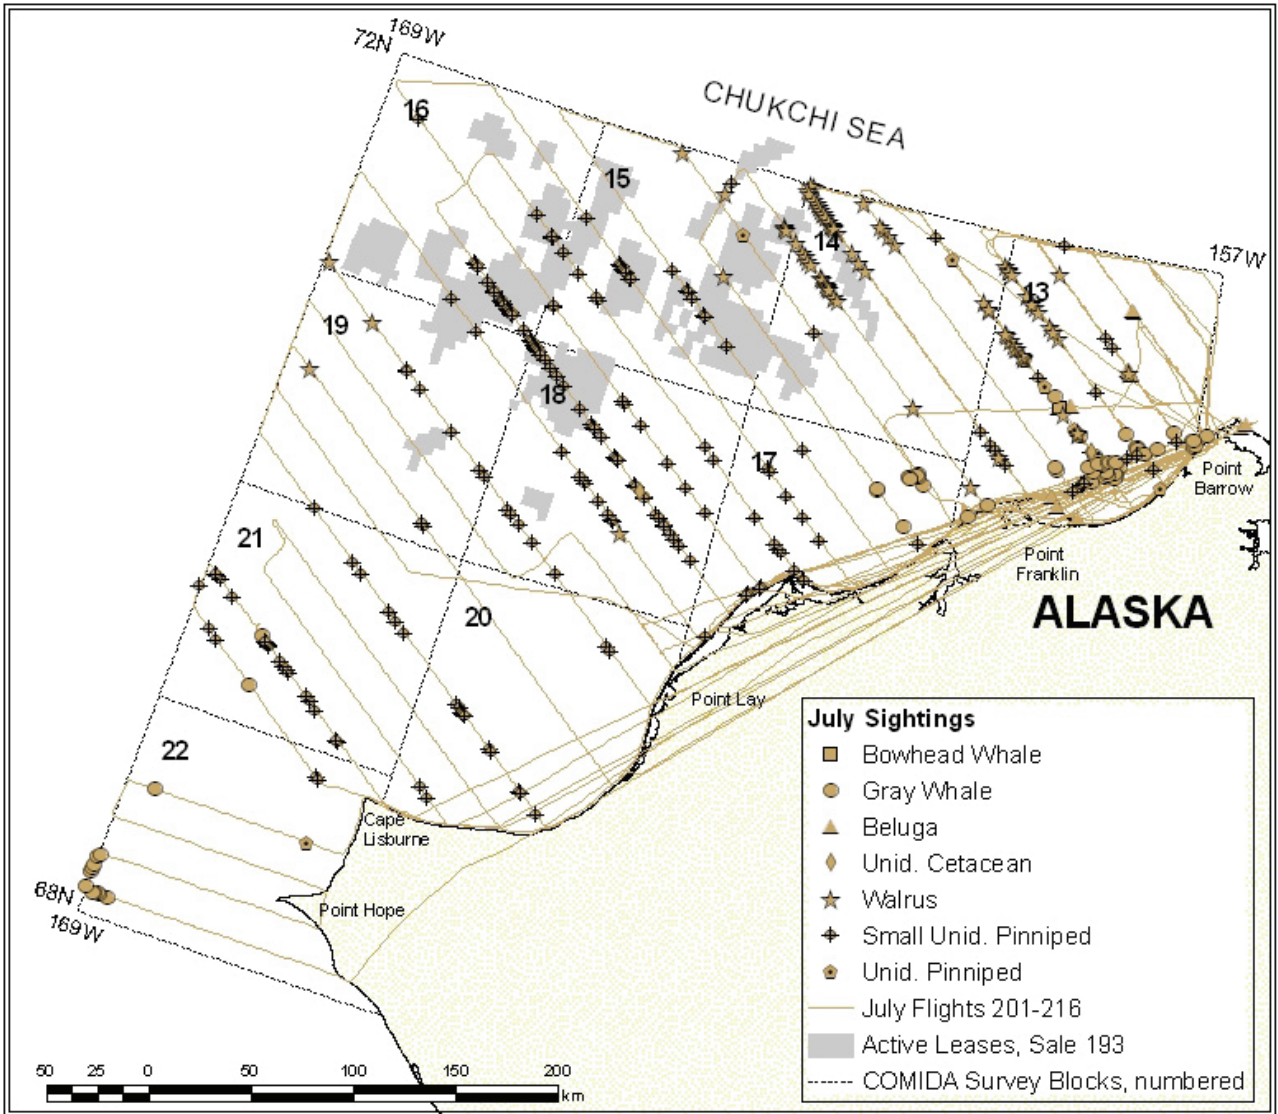 169W
72N
CHUKCHI SEA
16
15
14
157W
13
19
18
17
Point
Barrow
21
Point
Franklin
20
ALASKA
Point Lay
22
Cape
Lisburne
68N
169W
Point Hope
July Sightings
Bowhead Whale
Gray Whale
Beluga
Unid. Cetacean
Walrus
Small Unid. Pinniped
Unid. Pinniped
July Flights 201-216
Active Leases, Sale 193
COMIDA Survey Blocks, numbered
50 25 0 50 100 150 200
km